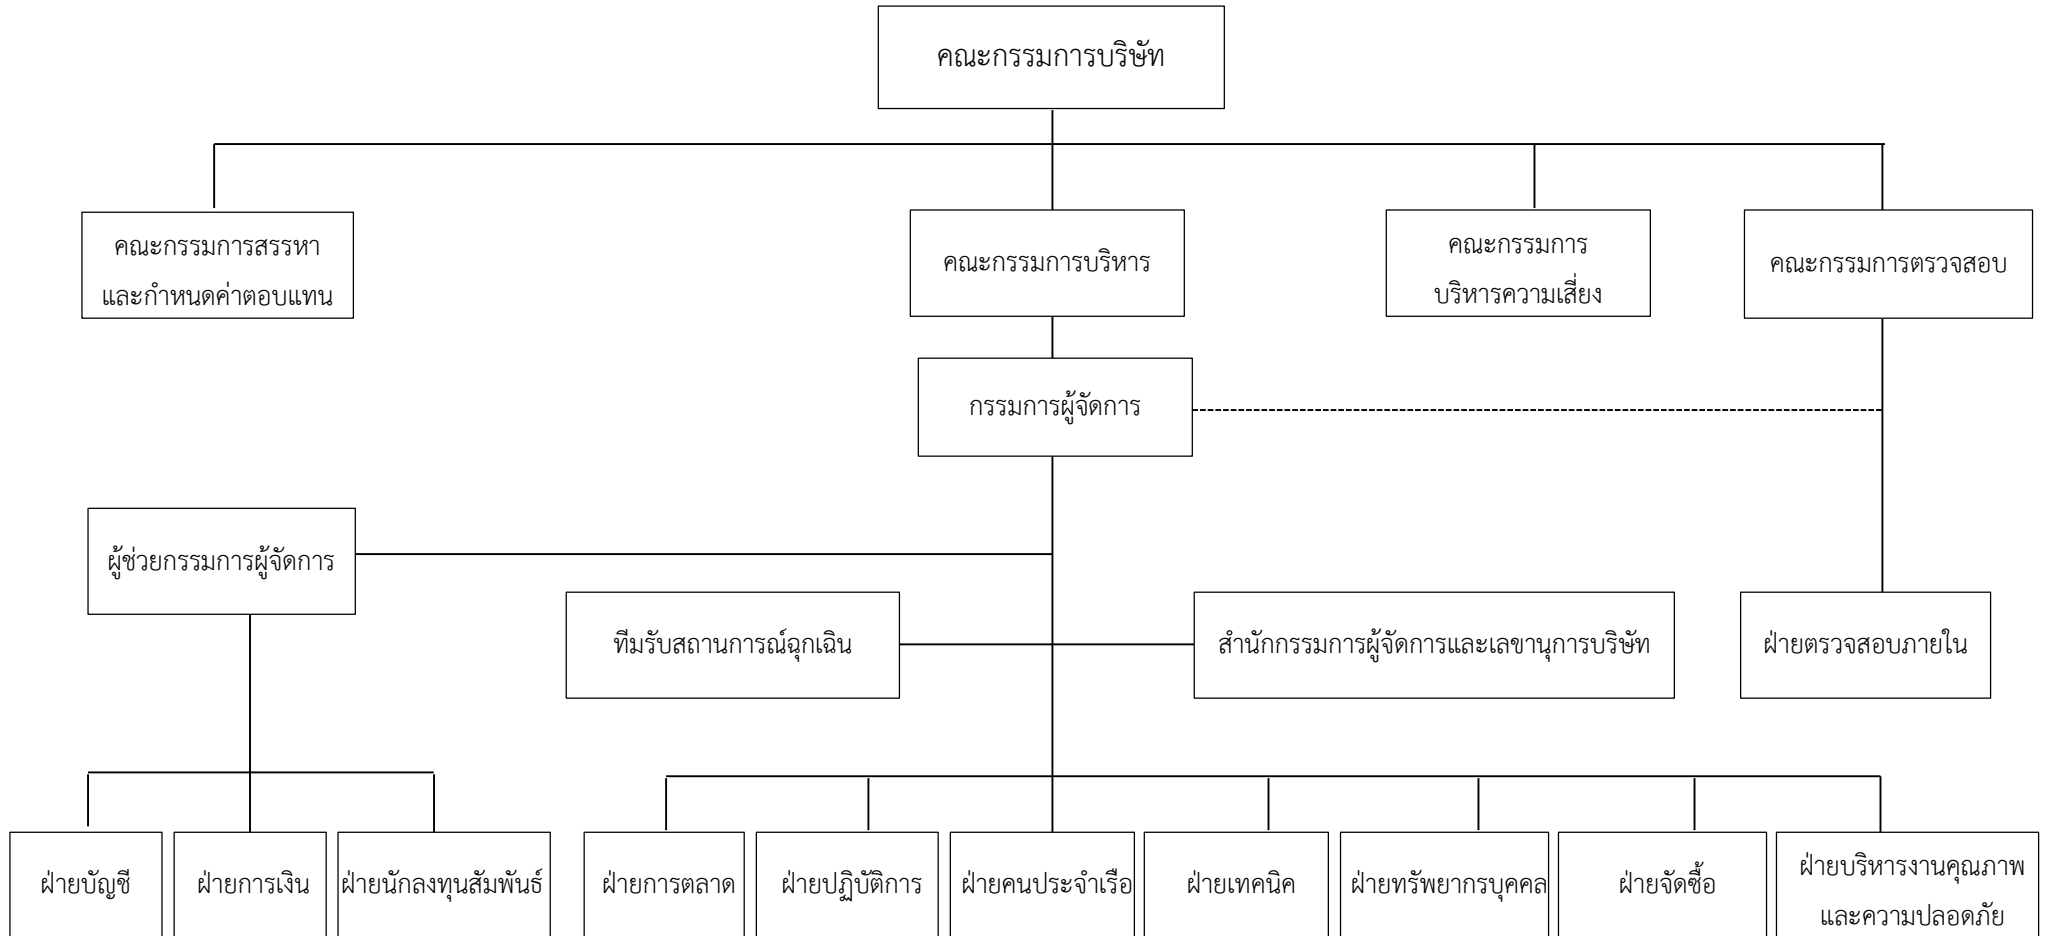 คณะกรรมการบริษัท
คณะกรรมการสรรหา
และกำหนดค่าตอบแทน
คณะกรรมการบริหาร
คณะกรรมการ
บริหารความเสี่ยง
คณะกรรมการตรวจสอบ
กรรมการผู้จัดการ
ผู้ช่วยกรรมการผู้จัดการ
ทีมรับสถานการณ์ฉุกเฉิน
สำนักกรรมการผู้จัดการและเลขานุการบริษัท
ฝ่ายตรวจสอบภายใน
ฝ่ายบัญชี
ฝ่ายการเงิน
ฝ่ายนักลงทุนสัมพันธ์
ฝ่ายการตลาด
ฝ่ายปฏิบัติการ
ฝ่ายคนประจำเรือ
ฝ่ายเทคนิค
ฝ่ายทรัพยากรบุคคล
ฝ่ายจัดซื้อ
ฝ่ายบริหารงานคุณภาพ
และความปลอดภัย